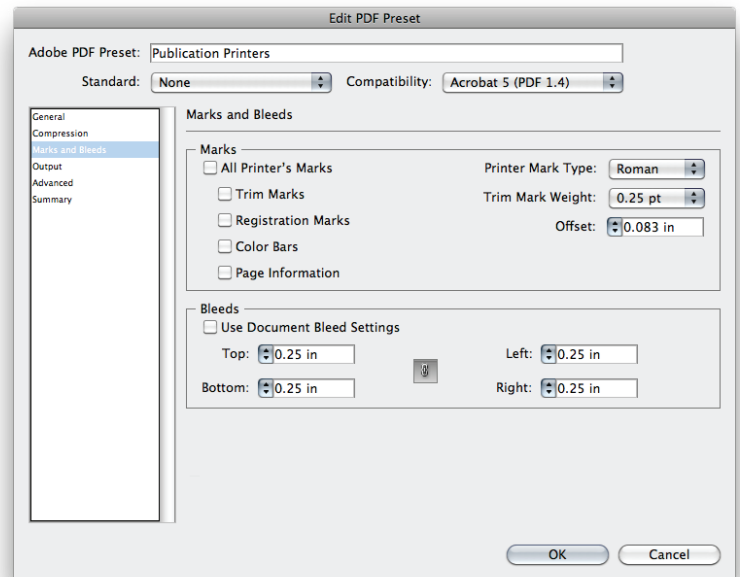 Edit PDF Preset
Adobe PDF Preset: Publication Printers
Standard: None Compatibility: Acrobat 5 (PDF 1.4)
General
Compression
Marks and Bleeds
Output
Advanced
Summary
Marks and Bleeds
Marks
All Printer's Marks Printer Mark Type: Roman
Trim Marks Trim Mark Weight: 0.25 pt
Registration Marks Offset: 0.083 in
Color Bars
Page Information
Bleeds
Use Document Bleed Settings
Top: 0.25 in Left: 0.25 in
Bottom: 0.25 in Right: 0.25 in
OK Cancel